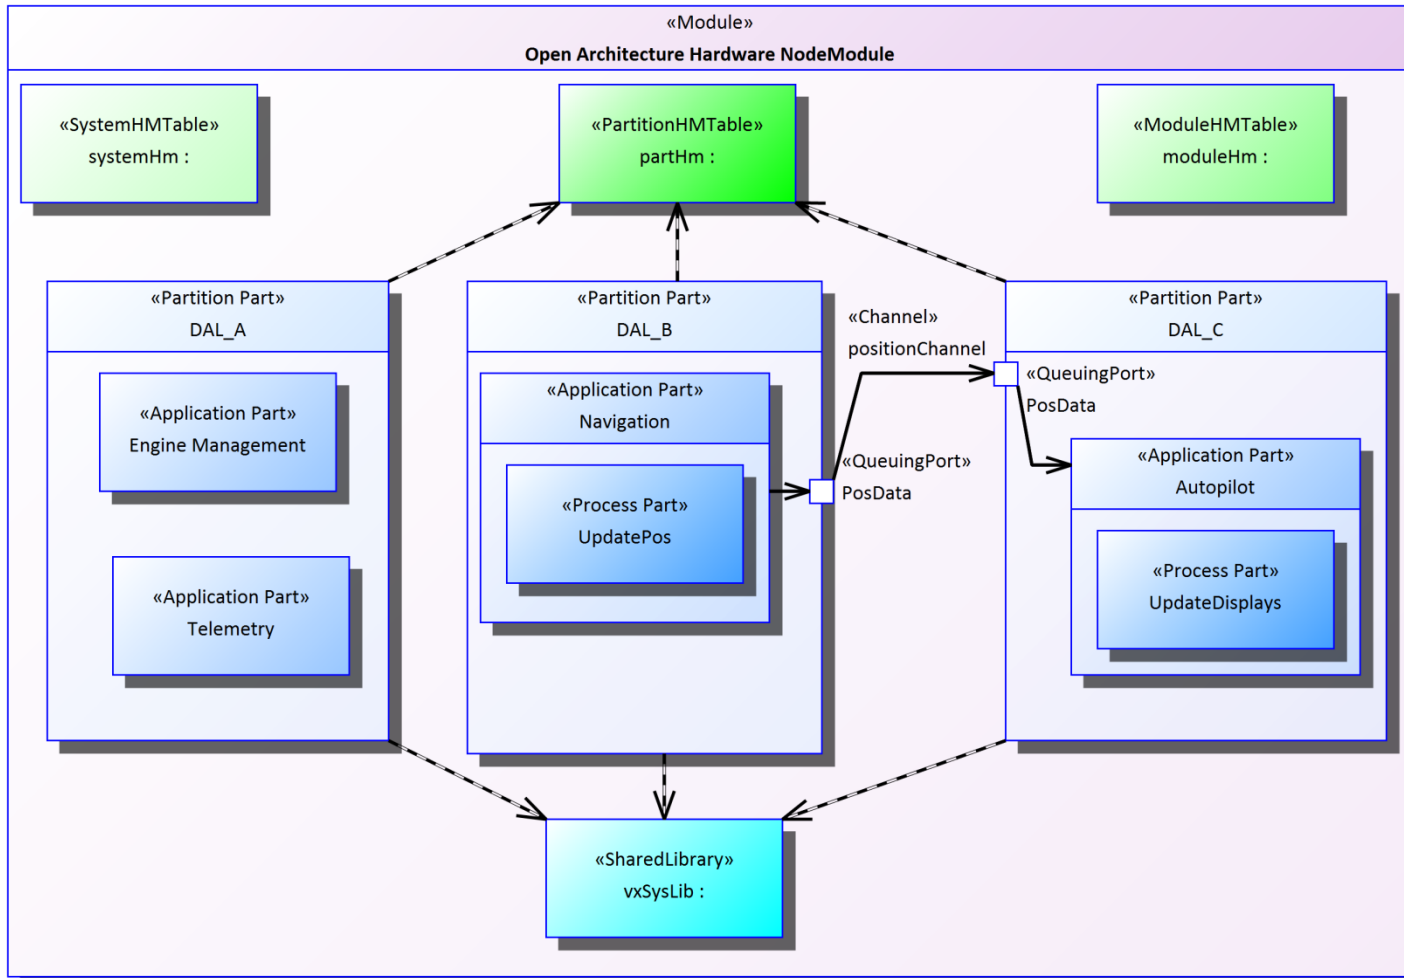 «Module»
Open Architecture Hardware NodeModule
«SystemHMTable»
systemHm :
«PartitionHMTable»
partHm :
«ModuleHMTable»
moduleHm :
«Partition Part»
DAL_A
«Application Part»
Engine Management
«Application Part»
Telemetry
«Partition Part»
DAL_B
«Application Part»
Navigation
«Process Part»
UpdatePos
«QueuingPort»
PosData
«Channel»
positionChannel
«Partition Part»
DAL_C
«QueuingPort»
PosData
«Application Part»
Autopilot
«Process Part»
UpdateDisplays
«SharedLibrary»
vxSysLib :